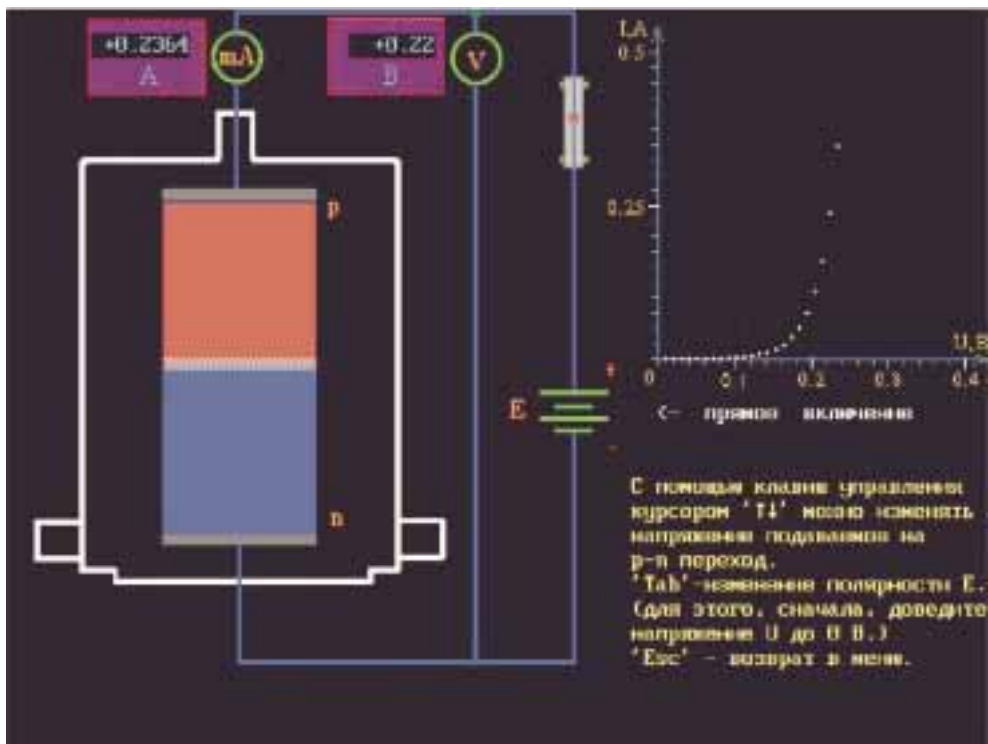 +0.2364
A
mA
+0.22
В
V
I,A
0.5
0.25
0
0.1
0.2
0.3
0.4
U,В
p
n
E
+
-
<- прямое включение
С помощью клавиш управления
курсором '↑↓' можно изменять
напряжение подаваемое на
p-n переход.
'Tab'-изменение полярности E.
(для этого, сначала, доведите
напряжение U до 0 В.)
'Esc' - возврат в меню.